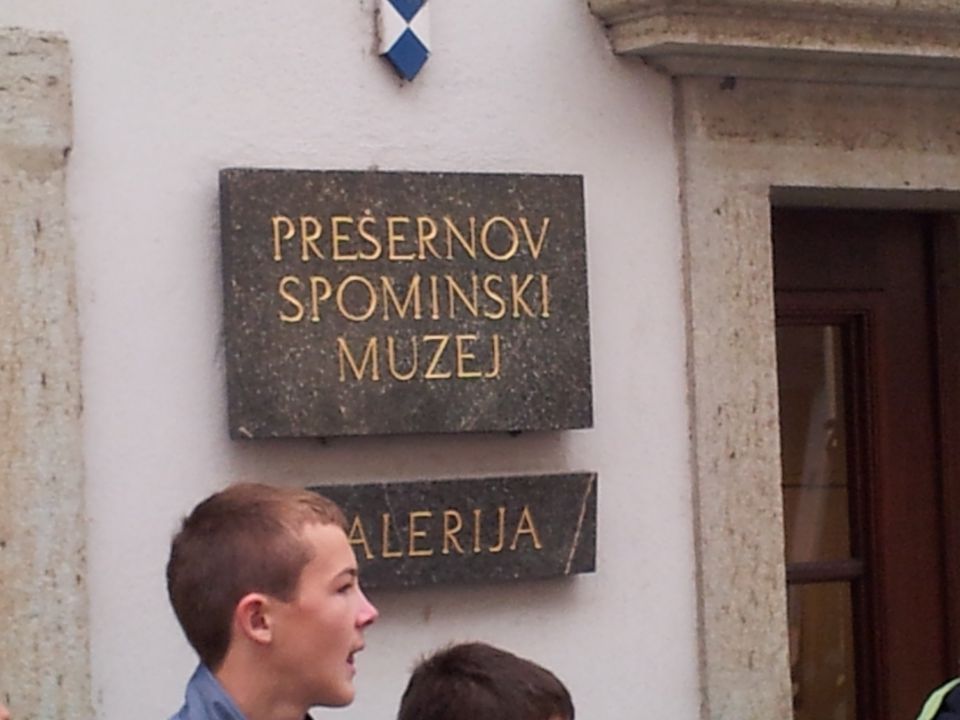 PREŠERNOV
SPOMINSKI
MUZEJ
ALERIJA